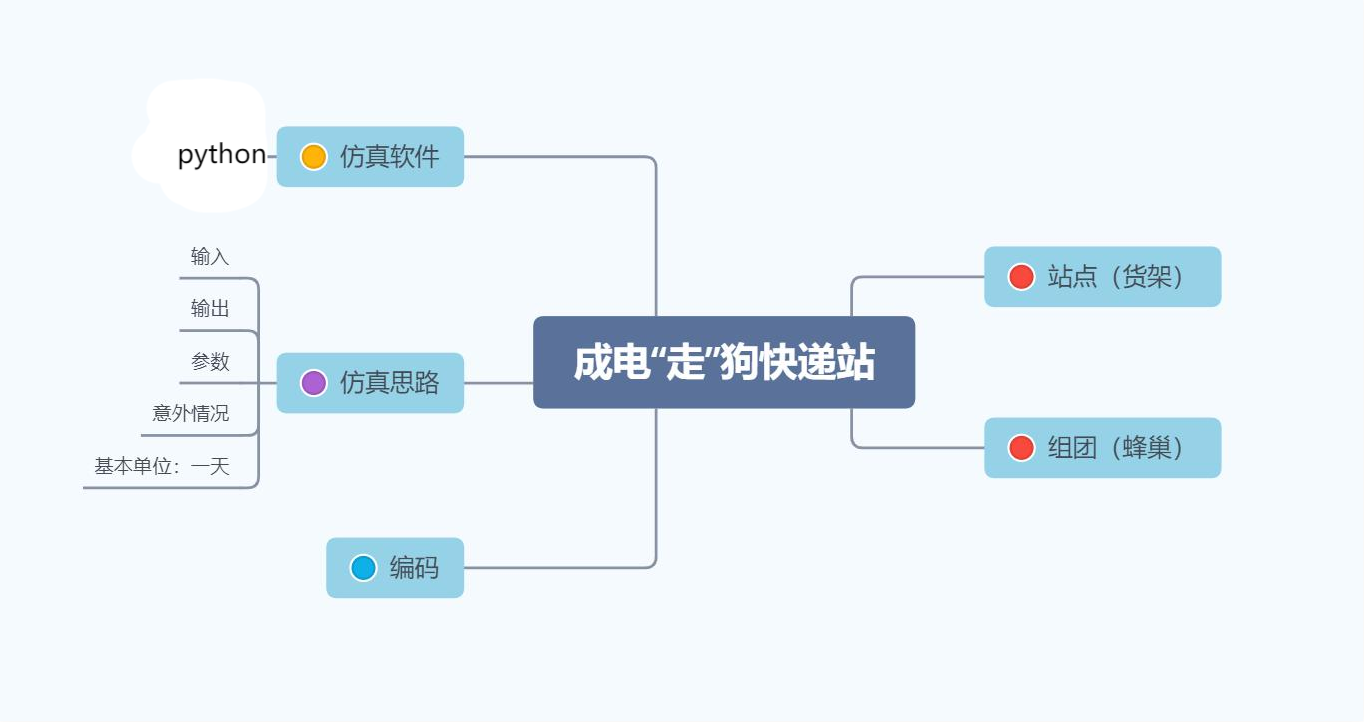 python
仿真软件
输入
输出
参数
意外情况
基本单位：一天
仿真思路
编码
成电“走”狗快递站
站点（货架）
组团（蜂巢）